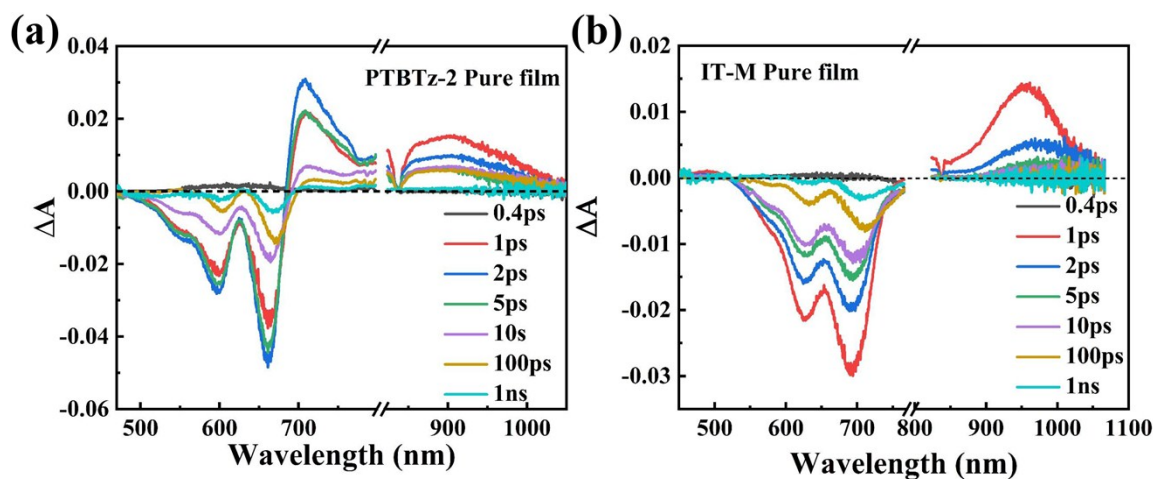 (a)
0.04
0.02
0.00
-0.02
-0.04
-0.06
ΔA
PTBTz-2 Pure film
0.4ps
1ps
2ps
5ps
10s
100ps
1ns
500 600 700 900 1000
Wavelength (nm)
(b)
0.02
0.01
0.00
-0.01
-0.02
-0.03
ΔA
IT-M Pure film
0.4ps
1ps
2ps
5ps
10ps
100ps
1ns
500 600 700 800 900 1000 1100
Wavelength (nm)